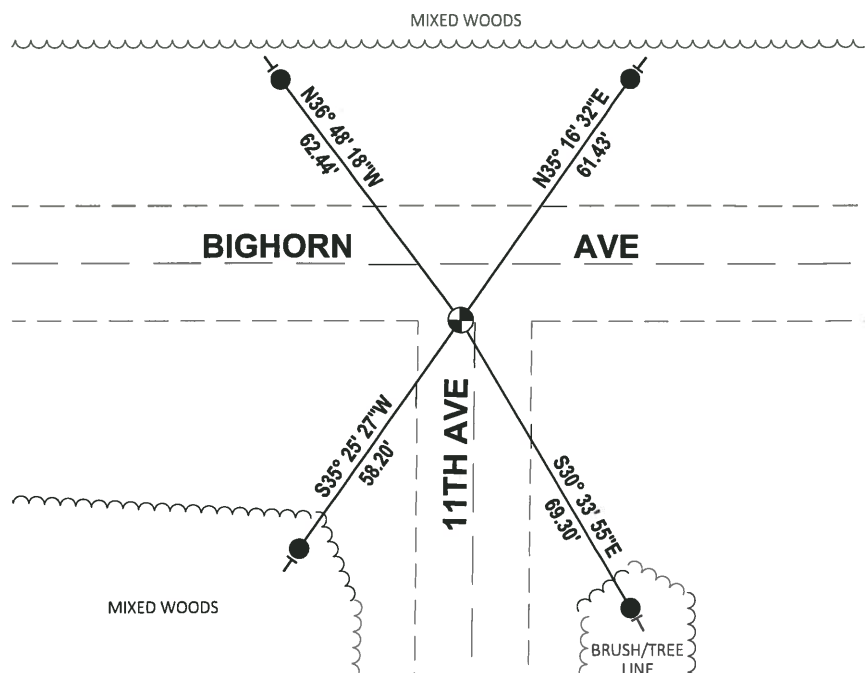 MIXED WOODS
N36° 48' 18"W
62.44'
N35° 16' 32"E
61.43'
BIGHORN AVE
S35° 25' 27"W
58.20'
11TH AVE
S30° 33' 55"E
69.30'
MIXED WOODS
BRUSH/TREE
LINE